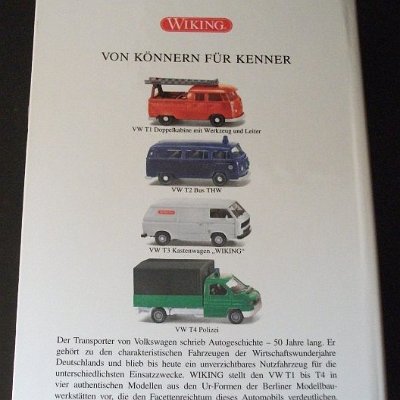 WIKING
VON KÖNNERN FÜR KENNER
VW T1 Doppelkabine mit Werkzeug und Leiter
VW T2 Bus THW
WIKING
VW T3 Kastenwagen „WIKING"
VW T4 Polizei
Der Transporter von Volkswagen schrieb Autogeschichte – 50 Jahre lang. Er
gehört zu den charakteristischen Fahrzeugen der Wirtschaftswunderjahre
Deutschlands und blieb bis heute ein unverzichtbares Nutzfahrzeug für die
unterschiedlichsten Einsatzzwecke. WIKING stellt den VW T1 bis T4 in
vier authentischen Modellen aus den Ur-Formen der Berliner Modellbau-
werkstätten vor, die den Facettenreichtum dieses Automobils verdeutlichen.